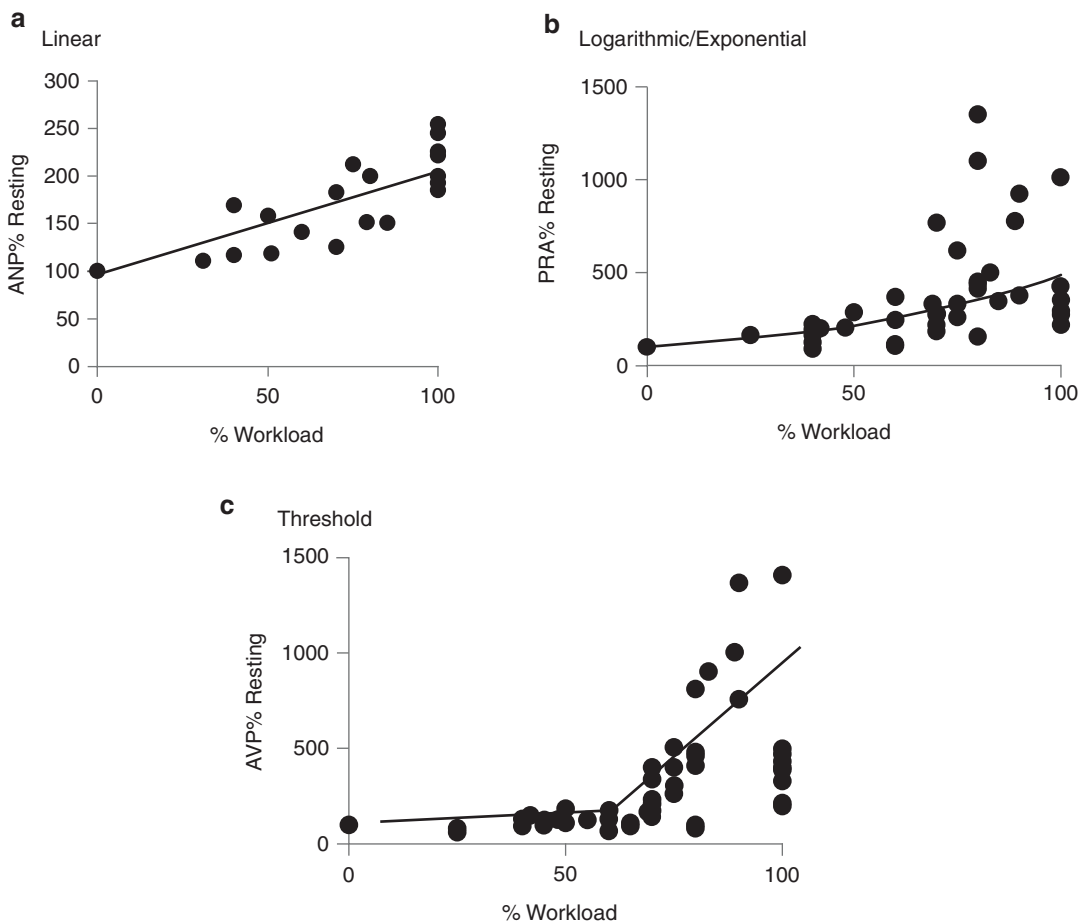 a
Linear
300
250
200
150
100
50
0
ANP% Resting
0 50 100
% Workload
b
Logarithmic/Exponential
1500
1000
500
0
PRA% Resting
0 50 100
% Workload
c
Threshold
1500
1000
500
0
AVP% Resting
0 50 100
% Workload